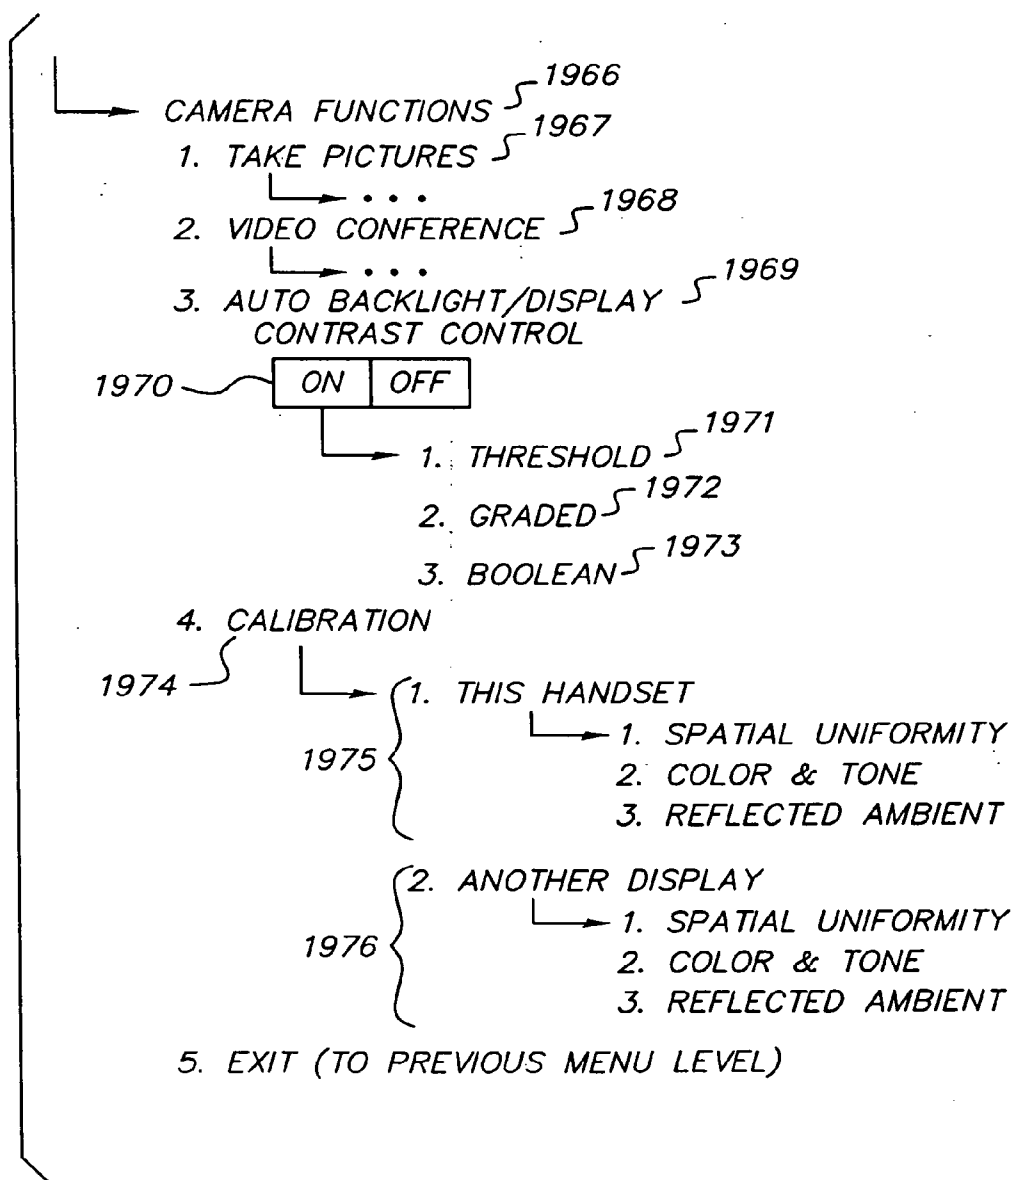 1966
CAMERA FUNCTIONS
1967
1. TAKE PICTURES
• • •
1968
2. VIDEO CONFERENCE
• • •
1969
3. AUTO BACKLIGHT/DISPLAY
CONTRAST CONTROL
1970 ON OFF
1971
1. THRESHOLD
1972
2. GRADED
1973
3. BOOLEAN
4. CALIBRATION
1974
1. THIS HANDSET
1. SPATIAL UNIFORMITY
1975
2. COLOR & TONE
3. REFLECTED AMBIENT
2. ANOTHER DISPLAY
1. SPATIAL UNIFORMITY
1976
2. COLOR & TONE
3. REFLECTED AMBIENT
5. EXIT (TO PREVIOUS MENU LEVEL)